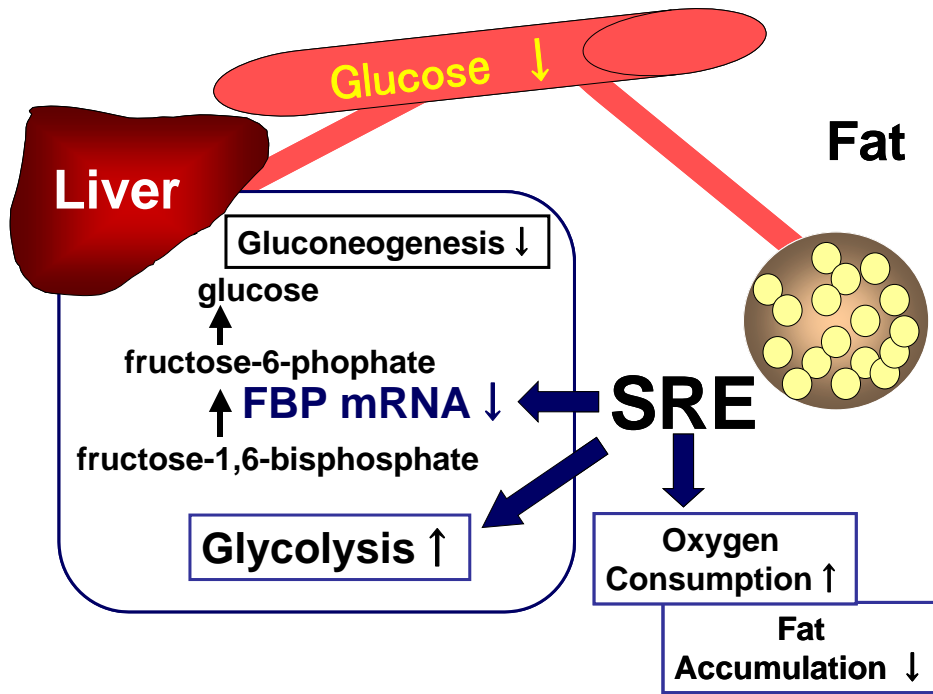 Glucose ↓
Fat
Liver
Gluconeogenesis ↓
glucose
fructose-6-phophate
FBP mRNA ↓
SRE
fructose-1,6-bisphosphate
Glycolysis ↑
Oxygen
Consumption ↑
Fat
Accumulation ↓